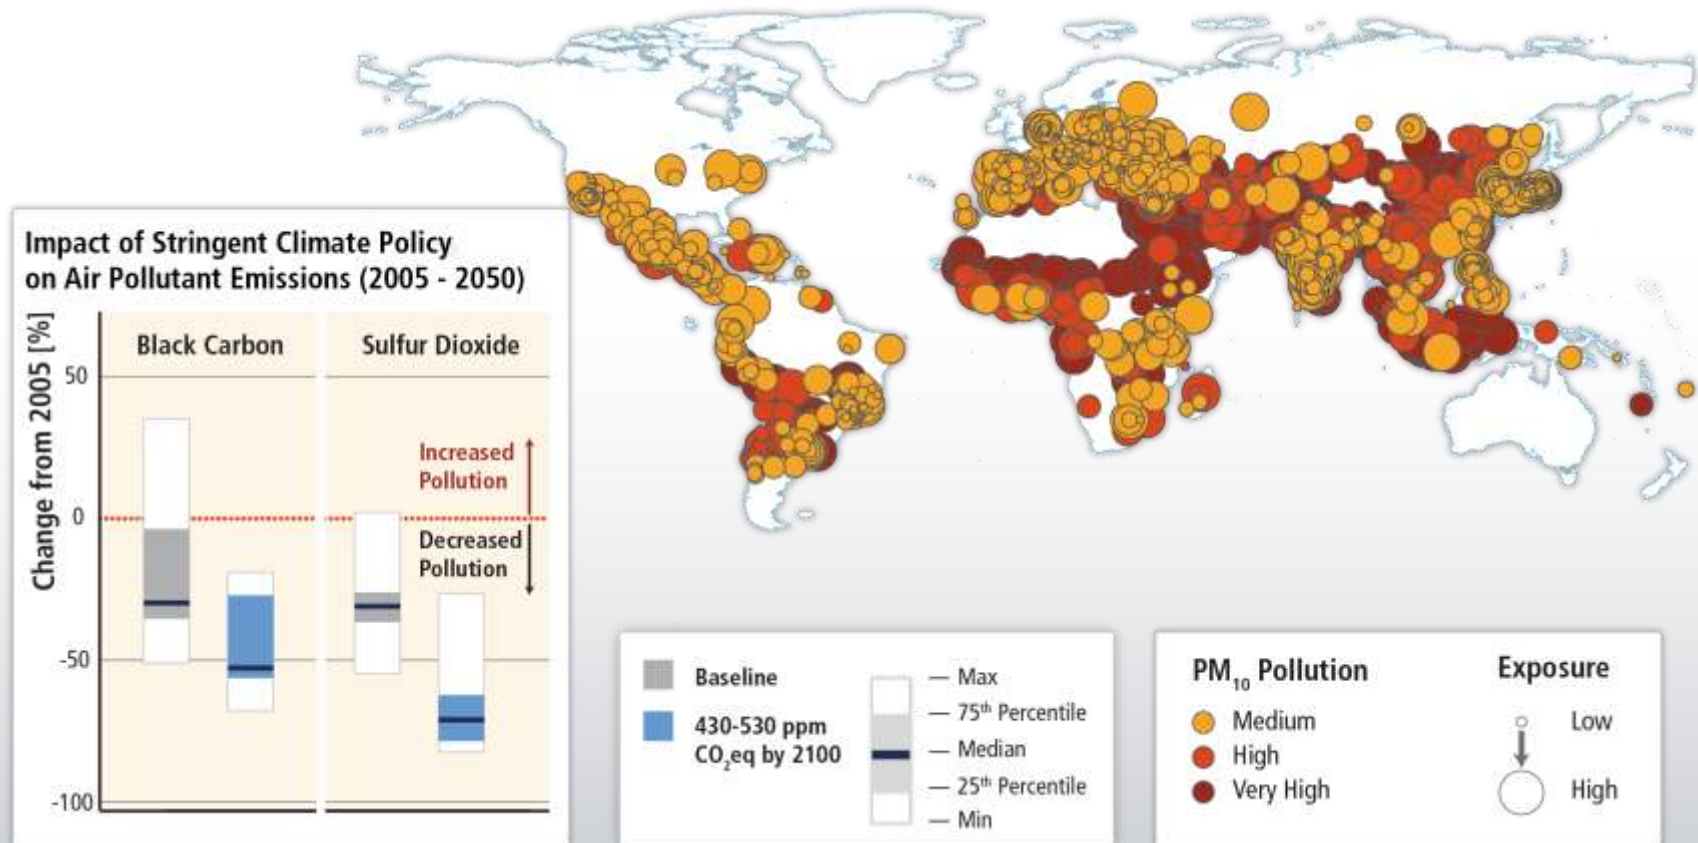 Impact of Stringent Climate Policy
on Air Pollutant Emissions (2005 - 2050)
Change from 2005 [%]
Black Carbon
Sulfur Dioxide
50
0
-50
-100
Increased
Pollution
Decreased
Pollution
Baseline
430-530 ppm
CO₂eq by 2100
Max
75th Percentile
Median
25th Percentile
Min
PM₁₀ Pollution
Medium
High
Very High
Exposure
Low
High